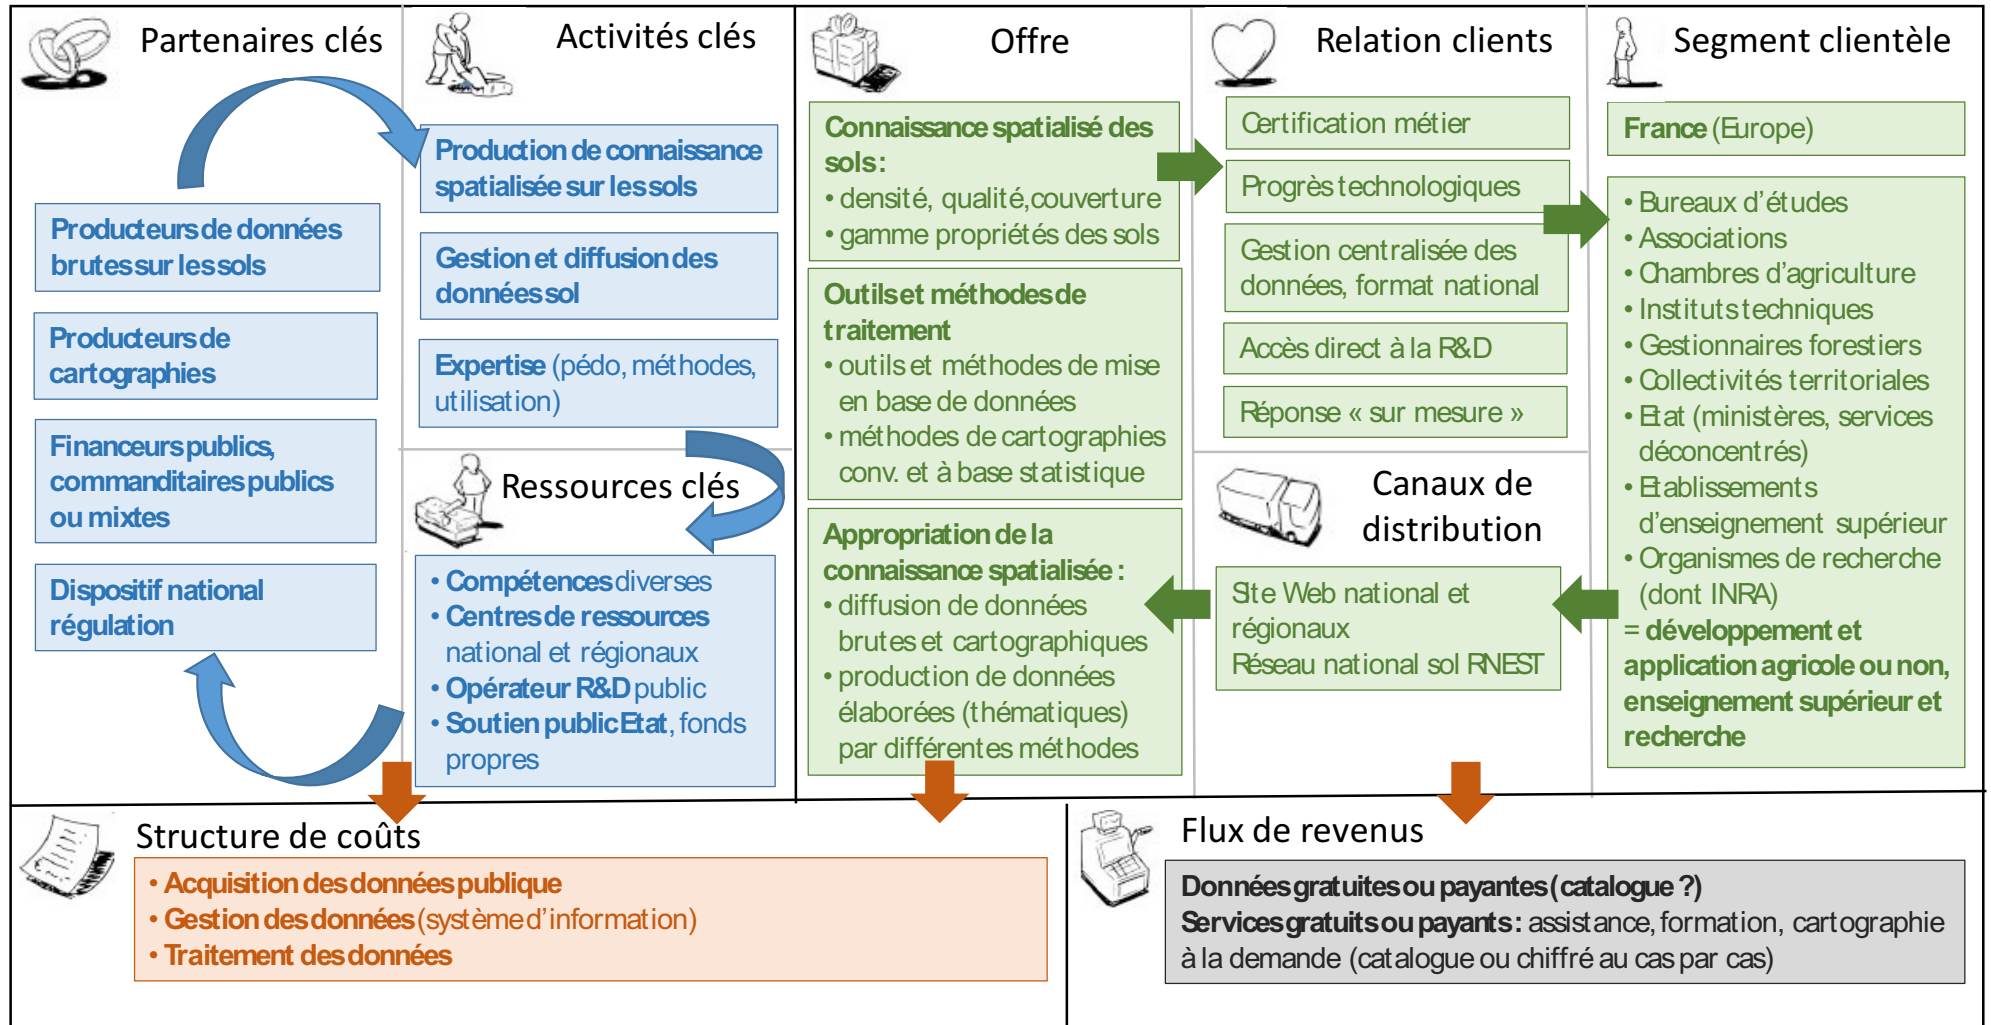 Partenaires clés
Producteurs de données
brutes sur les sols
Producteurs de
cartographies
Financeurs publics,
commanditaires publics
ou mixtes
Dispositif national
régulation
Activités clés
Production de connaissance
spatialisée sur les sols
Gestion et diffusion des
données sol
Expertise (pédo, méthodes,
utilisation)
Ressources clés
• Compétences diverses
• Centres de ressources
national et régionaux
• Opérateur R&D public
• Soutien public Etat, fonds
propres
Offre
Connaissance spatialisé des
sols :
• densité, qualité,couverture
• gamme propriétés des sols
Outils et méthodes de
traitement
• outils et méthodes de mise
en base de données
• méthodes de cartographies
conv. et à base statistique
Appropriation de la
connaissance spatialisée :
• diffusion de données
brutes et cartographiques
• production de données
élaborées (thématiques)
par différentes méthodes
Relation clients
Certification métier
Progrès technologiques
Gestion centralisée des
données, format national
Accès direct à la R&D
Réponse « sur mesure »
Canaux de
distribution
Site Web national et
régionaux
Réseau national sol RNEST
Segment clientèle
France (Europe)
• Bureaux d’études
• Associations
• Chambres d’agriculture
• Instituts techniques
• Gestionnaires forestiers
• Collectivités territoriales
• Etat (ministères, services
déconcentrés)
• Etablissements
d’enseignement supérieur
• Organismes de recherche
(dont INRA)
= développement et
application agricole ou non,
enseignement supérieur et
recherche
Structure de coûts
• Acquisition des données publique
• Gestion des données (système d’information)
• Traitement des données
Flux de revenus
Données gratuites ou payantes (catalogue ?)
Services gratuits ou payants : assistance, formation, cartographie
à la demande (catalogue ou chiffré au cas par cas)